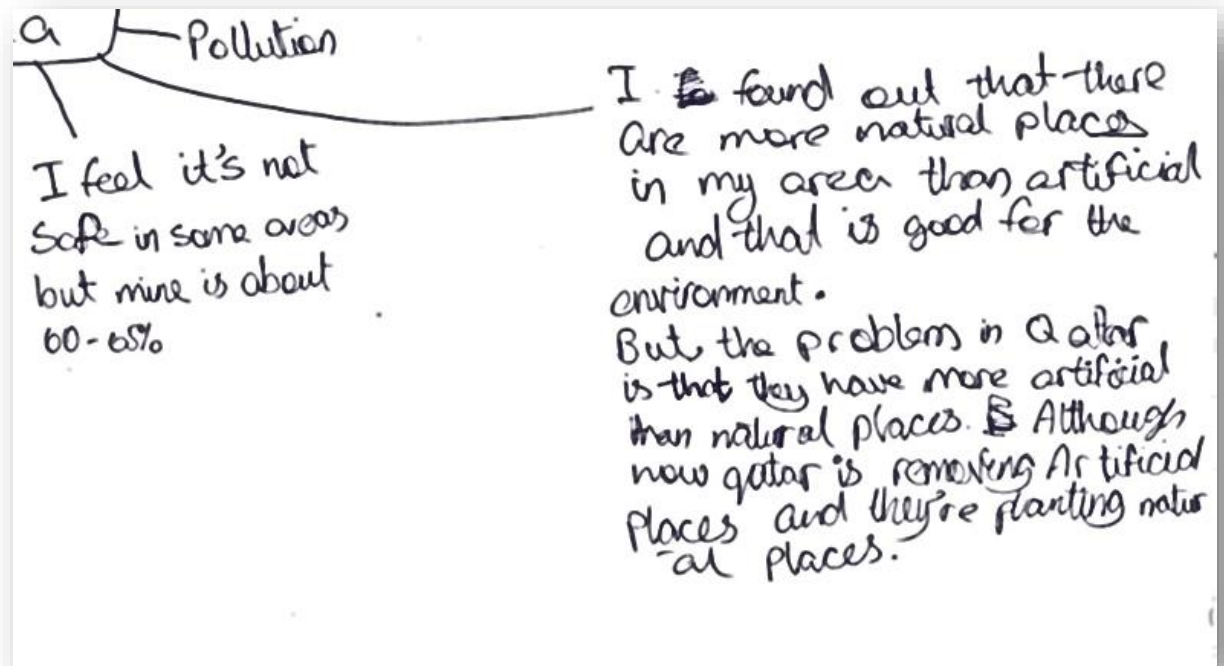 a
Pollution
I feel it's not
safe in some areas
but mine is about
60-65%
I found out that there
are more natural places
in my area than artificial
and that is good for the
environment.
But the problem in Qatar
is that they have more artificial
than natural places. Although
now qatar is removing Artificial
places and they're planting natur
-al places.